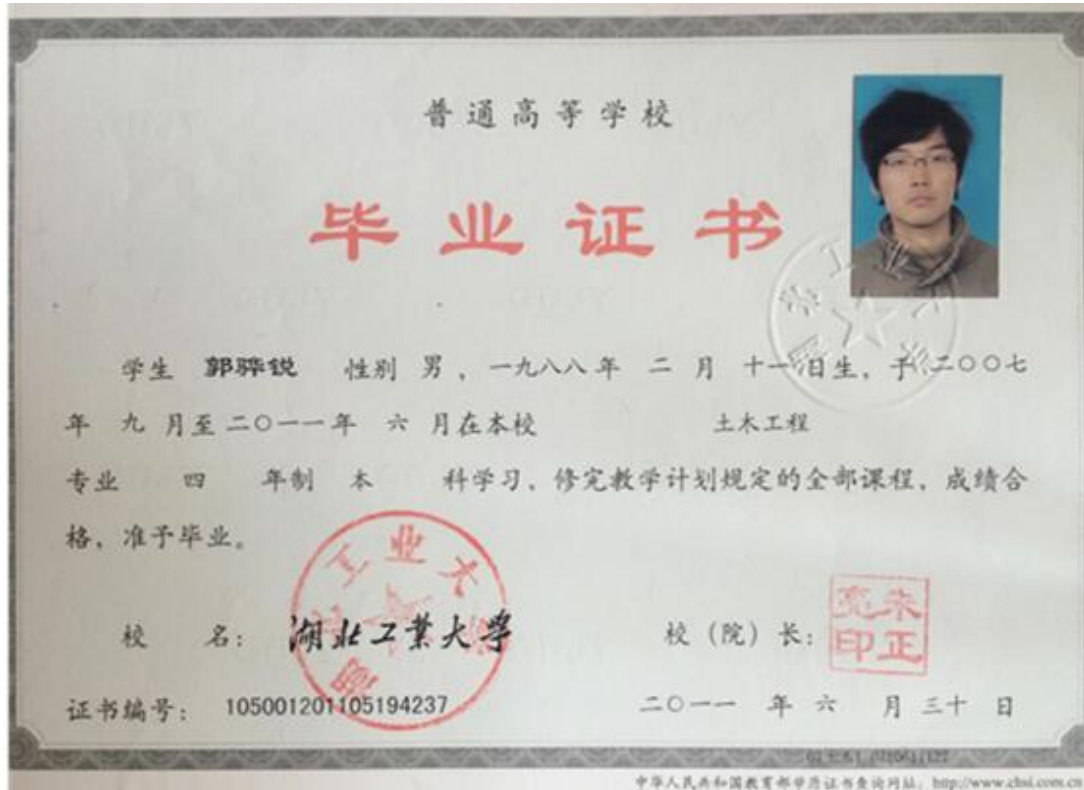 普通高等学校
毕业证书
学生 郭骅锐 性别 男，一九八八年 二 月 十一日生，于二〇〇七
年 九 月至二〇一一年 六 月在本校 土木工程
专业 四 年制 本 科学习，修完教学计划规定的全部课程，成绩合
格，准予毕业。
校 名： 湖北工业大学
校（院）长：
朱正亮印
证书编号： 105001201105194237
二〇一一 年 六 月 三十 日
中华人民共和国教育部学历证书查询网址：http://www.chsi.com.cn